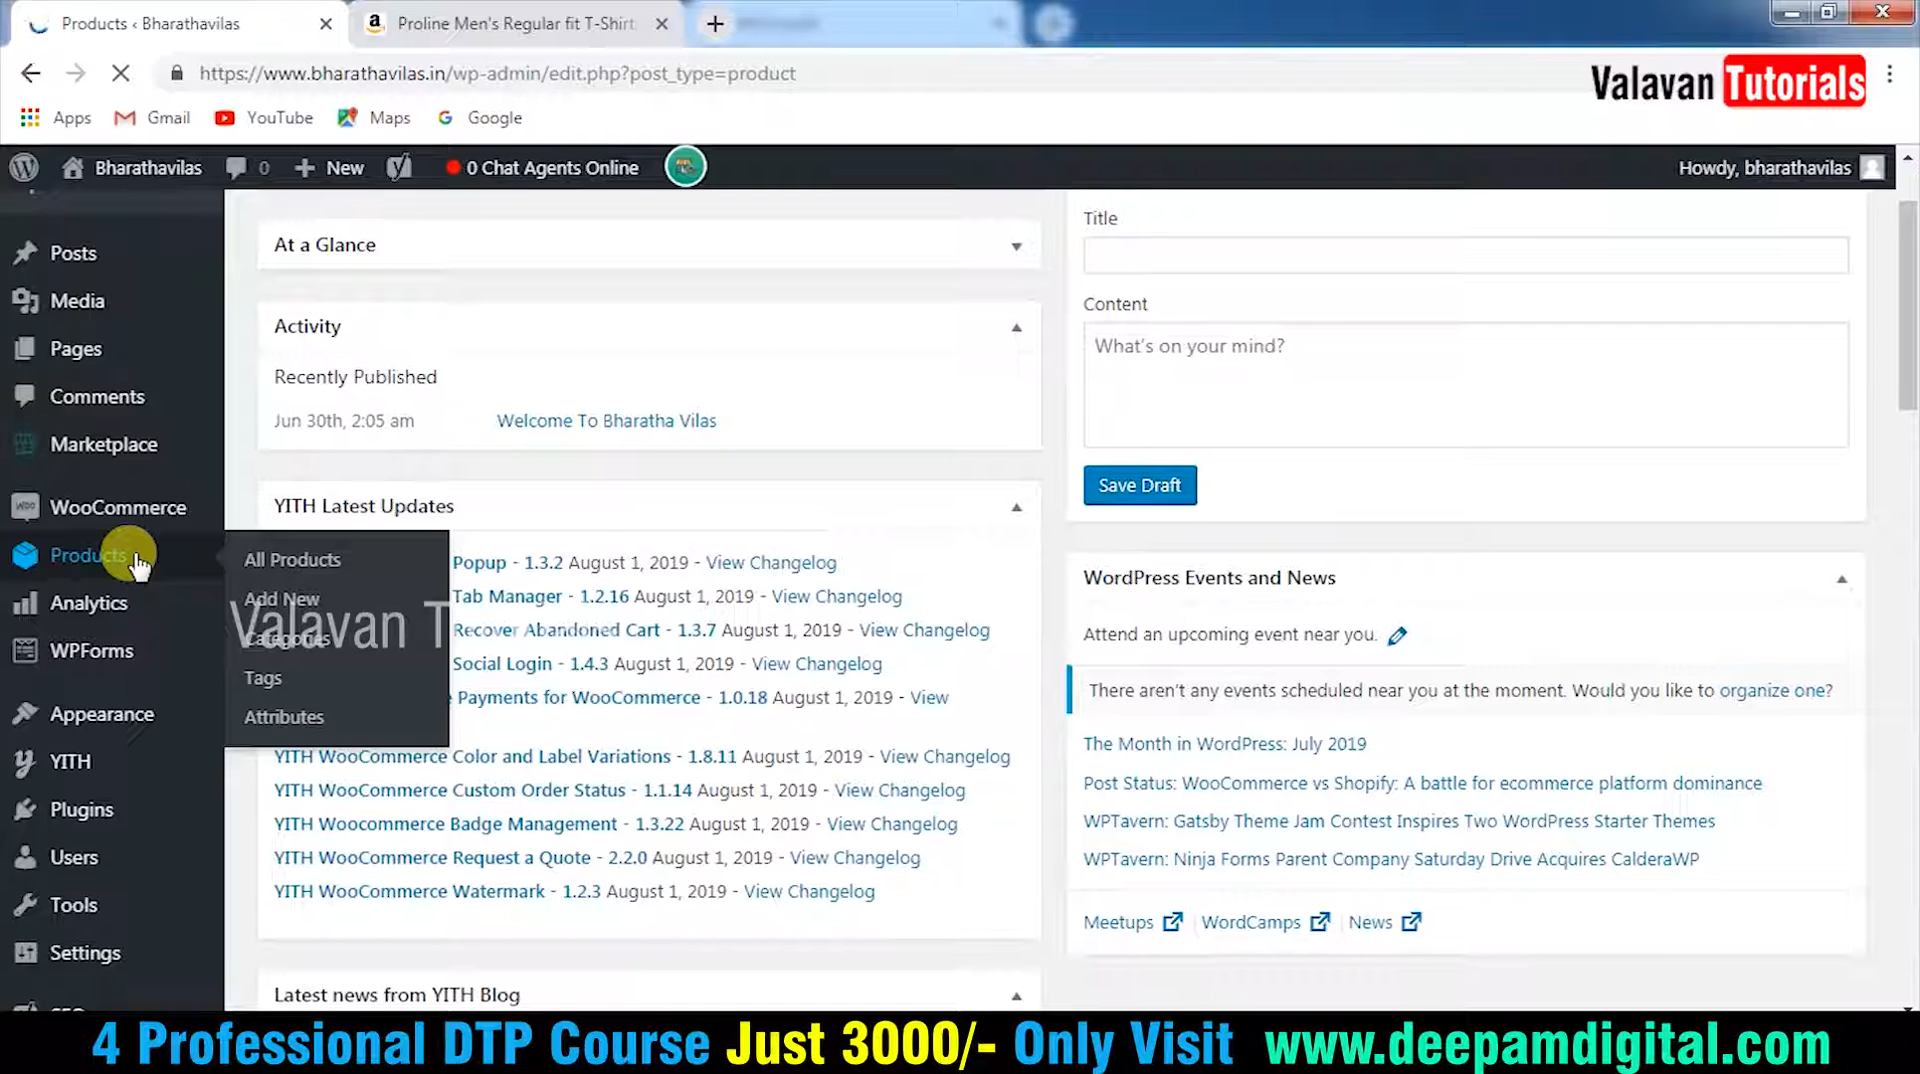 Products ‹ Bharathavilas
Proline Men's Regular fit T-Shirt
https://www.bharathavilas.in/wp-admin/edit.php?post_type=product
Valavan Tutorials
Apps Gmail YouTube Maps Google
Bharathavilas 0 New 0 Chat Agents Online
Howdy, bharathavilas
Posts
Media
Pages
Comments
Marketplace
WooCommerce
Products
Analytics
WPForms
Appearance
YITH
Plugins
Users
Tools
Settings
All Products
Add New
Categories
Tags
Attributes
Valavan T
At a Glance
Activity
Recently Published
Jun 30th, 2:05 am Welcome To Bharatha Vilas
YITH Latest Updates
Popup - 1.3.2 August 1, 2019 - View Changelog
Tab Manager - 1.2.16 August 1, 2019 - View Changelog
Recover Abandoned Cart - 1.3.7 August 1, 2019 - View Changelog
Social Login - 1.4.3 August 1, 2019 - View Changelog
Payments for WooCommerce - 1.0.18 August 1, 2019 - View
YITH WooCommerce Color and Label Variations - 1.8.11 August 1, 2019 - View Changelog
YITH WooCommerce Custom Order Status - 1.1.14 August 1, 2019 - View Changelog
YITH Woocommerce Badge Management - 1.3.22 August 1, 2019 - View Changelog
YITH WooCommerce Request a Quote - 2.2.0 August 1, 2019 - View Changelog
YITH WooCommerce Watermark - 1.2.3 August 1, 2019 - View Changelog
Latest news from YITH Blog
Title
Content
What's on your mind?
Save Draft
WordPress Events and News
Attend an upcoming event near you.
There aren't any events scheduled near you at the moment. Would you like to organize one?
The Month in WordPress: July 2019
Post Status: WooCommerce vs Shopify: A battle for ecommerce platform dominance
WPTavern: Gatsby Theme Jam Contest Inspires Two WordPress Starter Themes
WPTavern: Ninja Forms Parent Company Saturday Drive Acquires CalderaWP
Meetups WordCamps News
4 Professional DTP Course Just 3000/- Only Visit www.deepamdigital.com